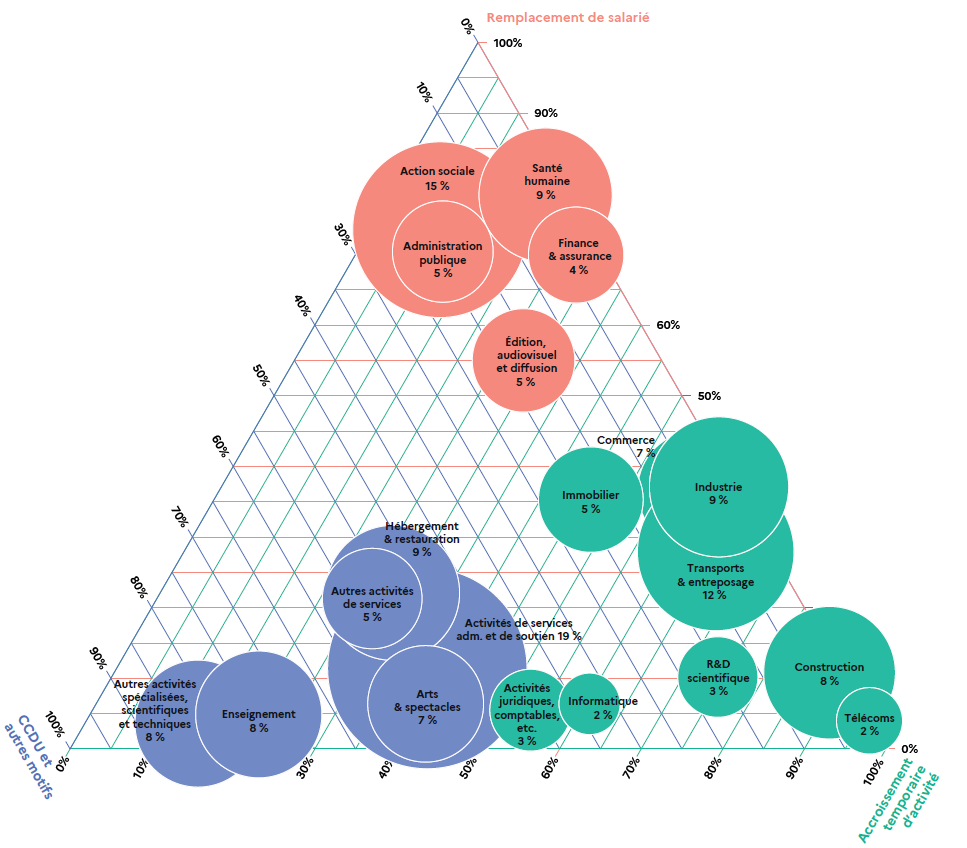 Remplacement de salarié
0%
100%
10%
90%
Action sociale
15 %
Santé
humaine
9 %
30%
Administration
publique
5 %
Finance
& assurance
4 %
40%
60%
Édition,
audiovisuel
et diffusion
5 %
50%
50%
60%
Commerce
7 %
Industrie
9 %
Immobilier
5 %
70%
Hébergement
& restauration
9 %
Transports
& entreposage
12 %
80%
Autres activités
de services
5 %
Activités de services
adm. et de soutien 19 %
90%
Autres activités
spécialisées,
scientifiques
et techniques
8 %
Enseignement
8 %
Arts
& spectacles
7 %
Activités
juridiques,
comptables,
etc.
3 %
Informatique
2 %
R&D
scientifique
3 %
Construction
8 %
Télécoms
2 %
100%
0%
CCDU et
autres motifs
0%
10%
30%
40%
50%
60%
70%
80%
90%
100%
Accroissement
temporaire
d'activité